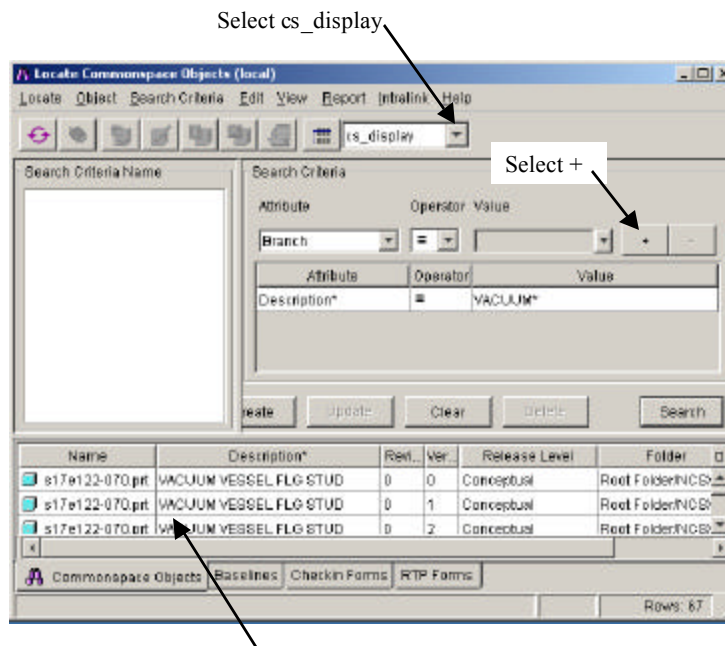 Select cs_display
Locate Commonspace Objects (local)
Locate Object Search Criteria Edit View Report Intralink Help
cs_display
Select +
Search Criteria Name
Search Criteria
Attribute Operator Value
Branch = + -
Attribute Operator Value
Description* = VACUUM*
reate Update Clear Delete Search
Name Description* Revi... Ver... Release Level Folder
s17e122-070.prt VACUUM VESSEL FLG STUD 0 0 Conceptual Root Folder/NCSX
s17e122-070.prt VACUUM VESSEL FLG STUD 0 1 Conceptual Root Folder/NCSX
s17e122-070.prt VACUUM VESSEL FLG STUD 0 2 Conceptual Root Folder/NCSX
Commonspace Objects Baselines Checkin Forms RTP Forms
Rows: 67